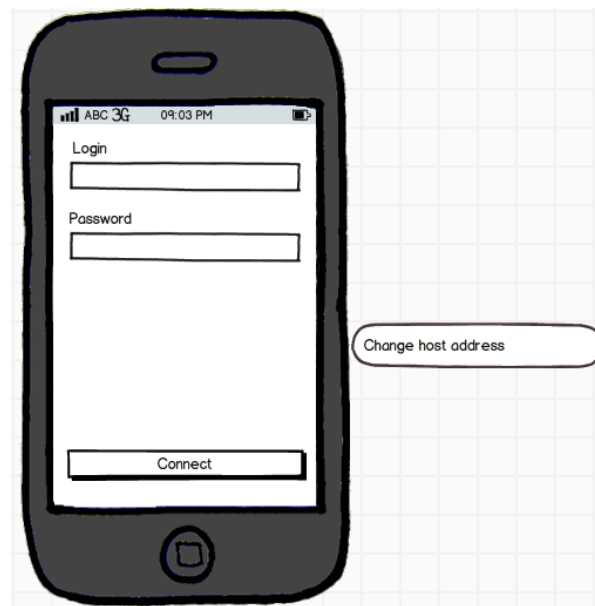 ABC 3G 09:03 PM
Login
Password
Change host address
Connect